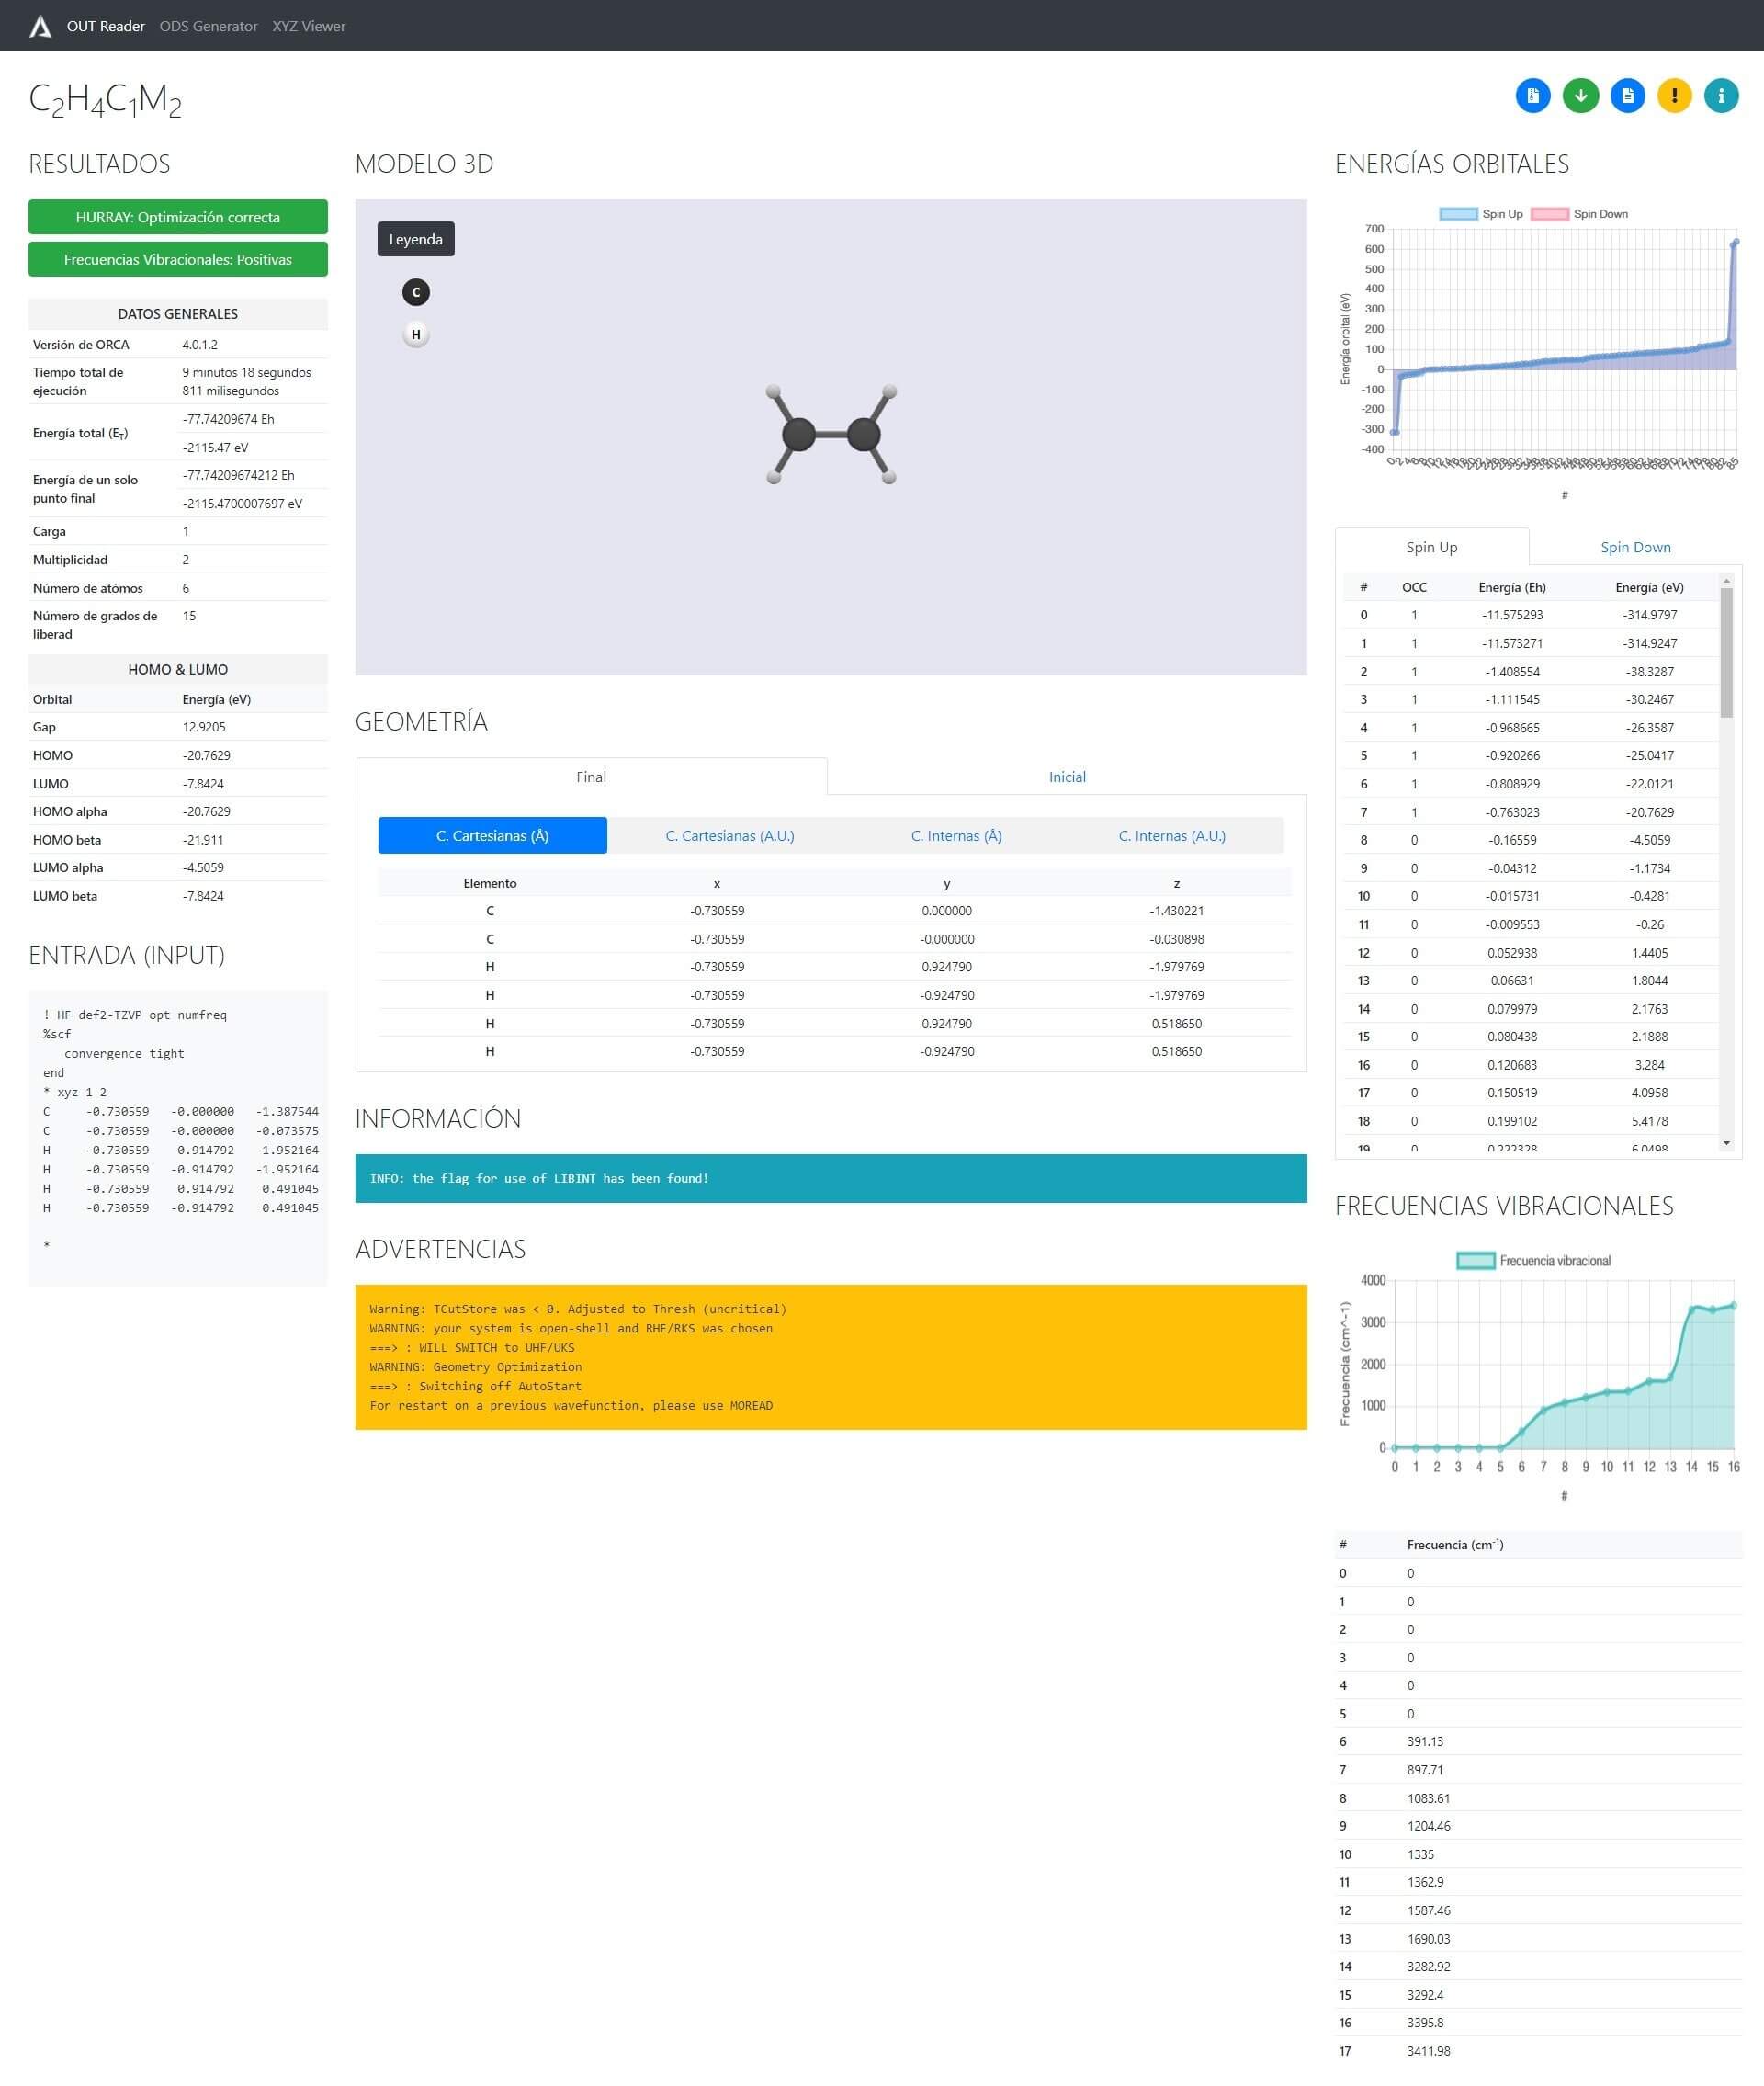 OUT Reader ODS Generator XYZ Viewer
C₂H₄C₁M₂
RESULTADOS
HURRAY: Optimización correcta
Frecuencias Vibracionales: Positivas
DATOS GENERALES
Versión de ORCA 4.0.1.2
Tiempo total de ejecución 9 minutos 18 segundos 811 milisegundos
Energía total (E_T) -77.74209674 Eh
-2115.47 eV
Energía de un solo punto final -77.74209674212 Eh
-2115.4700007697 eV
Carga 1
Multiplicidad 2
Número de atómos 6
Número de grados de liberad 15
HOMO & LUMO
Orbital Energía (eV)
Gap 12.9205
HOMO -20.7629
LUMO -7.8424
HOMO alpha -20.7629
HOMO beta -21.911
LUMO alpha -4.5059
LUMO beta -7.8424
ENTRADA (INPUT)
! HF def2-TZVP opt numfreq
%scf
convergence tight
end
* xyz 1 2
C -0.730559 -0.000000 -1.387544
C -0.730559 -0.000000 -0.073575
H -0.730559 0.914792 -1.952164
H -0.730559 -0.914792 -1.952164
H -0.730559 0.914792 0.491045
H -0.730559 -0.914792 0.491045
*
MODELO 3D
Leyenda
C
H
GEOMETRÍA
Final Inicial
C. Cartesianas (Å) C. Cartesianas (A.U.) C. Internas (Å) C. Internas (A.U.)
Elemento x y z
C -0.730559 0.000000 -1.430221
C -0.730559 -0.000000 -0.030898
H -0.730559 0.924790 -1.979769
H -0.730559 -0.924790 -1.979769
H -0.730559 0.924790 0.518650
H -0.730559 -0.924790 0.518650
INFORMACIÓN
INFO: the flag for use of LIBINT has been found!
ADVERTENCIAS
Warning: TCutStore was < 0. Adjusted to Thresh (uncritical)
WARNING: your system is open-shell and RHF/RKS was chosen
===> : WILL SWITCH to UHF/UKS
WARNING: Geometry Optimization
===> : Switching off AutoStart
For restart on a previous wavefunction, please use MOREAD
ENERGÍAS ORBITALES
Spin Up Spin Down
Energía orbital (eV)
700
600
500
400
300
200
100
0
-100
-200
-300
-400
#
Spin Up Spin Down
# OCC Energía (Eh) Energía (eV)
0 1 -11.575293 -314.9797
1 1 -11.573271 -314.9247
2 1 -1.408554 -38.3287
3 1 -1.111545 -30.2467
4 1 -0.968665 -26.3587
5 1 -0.920266 -25.0417
6 1 -0.808929 -22.0121
7 1 -0.763023 -20.7629
8 0 -0.16559 -4.5059
9 0 -0.04312 -1.1734
10 0 -0.015731 -0.4281
11 0 -0.009553 -0.26
12 0 0.052938 1.4405
13 0 0.06631 1.8044
14 0 0.079979 2.1763
15 0 0.080438 2.1888
16 0 0.120683 3.284
17 0 0.150519 4.0958
18 0 0.199102 5.4178
19 0 0.222328 6.0498
FRECUENCIAS VIBRACIONALES
Frecuencia vibracional
Frecuencia (cm^-1)
4000
3000
2000
1000
0
0 1 2 3 4 5 6 7 8 9 10 11 12 13 14 15 16
#
# Frecuencia (cm⁻¹)
0 0
1 0
2 0
3 0
4 0
5 0
6 391.13
7 897.71
8 1083.61
9 1204.46
10 1335
11 1362.9
12 1587.46
13 1690.03
14 3282.92
15 3292.4
16 3395.8
17 3411.98